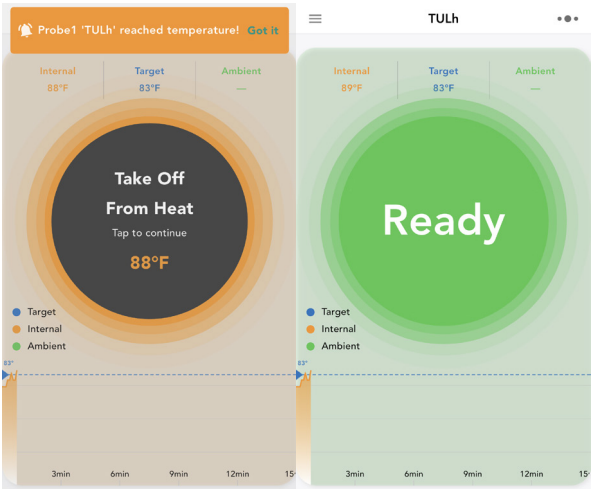 Probe1 'TULh' reached temperature! Got it
Internal Target Ambient
88°F 83°F —
Take Off
From Heat
Tap to continue
88°F
Target
Internal
Ambient
83°
3min 6min 9min 12min 15
TULh
Internal Target Ambient
89°F 83°F —
Ready
Target
Internal
Ambient
83°
3min 6min 9min 12min 15